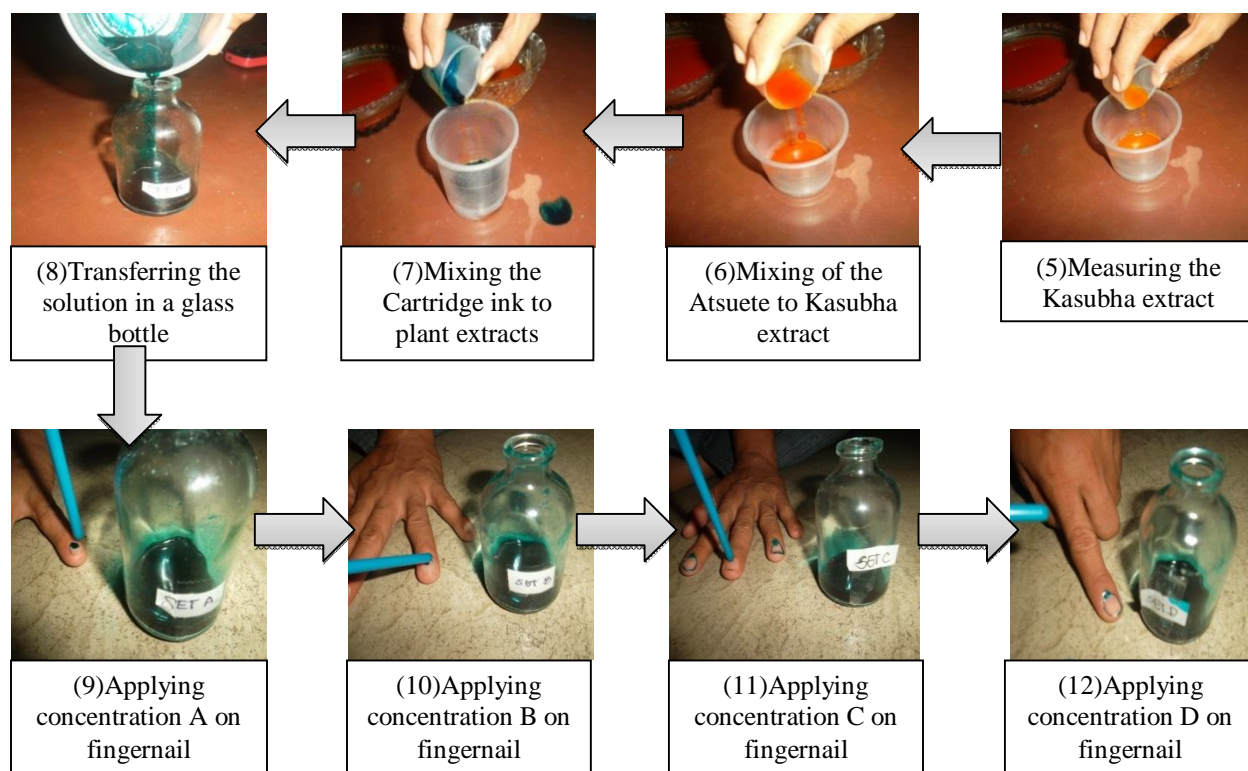 (8)Transferring the
solution in a glass
bottle
(7)Mixing the
Cartridge ink to
plant extracts
(6)Mixing of the
Atsuete to Kasubha
extract
(5)Measuring the
Kasubha extract
SET A
SET A
SET B
SET C
SET D
(9)Applying
concentration A on
fingernail
(10)Applying
concentration B on
fingernail
(11)Applying
concentration C on
fingernail
(12)Applying
concentration D on
fingernail